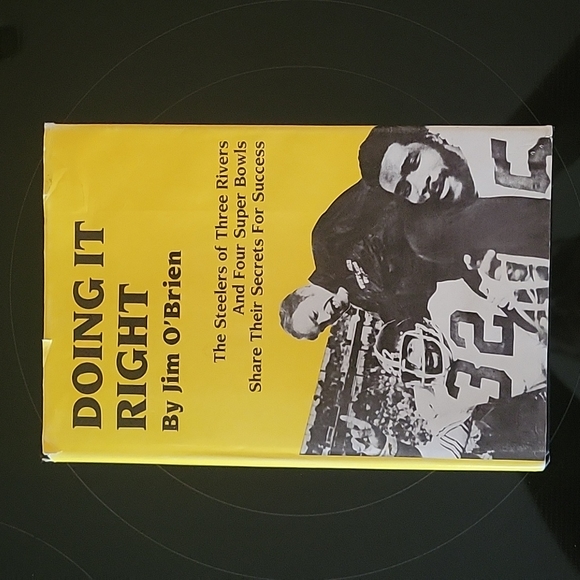 DOING IT
RIGHT
By Jim O'Brien
The Steelers of Three Rivers
And Four Super Bowls
Share Their Secrets For Success
32